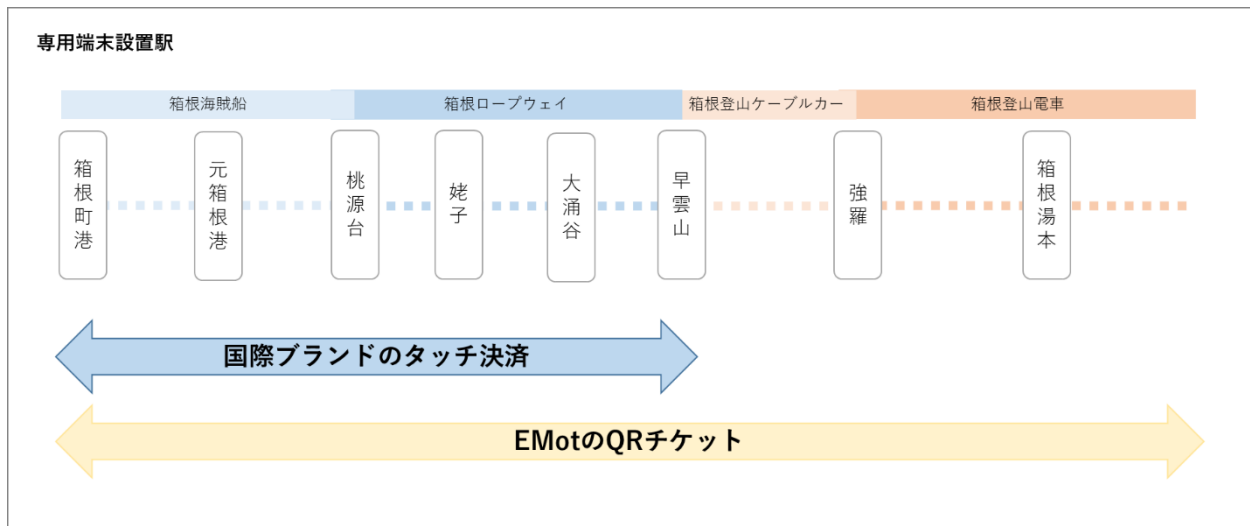 専用端末設置駅
箱根海賊船
箱根ロープウェイ
箱根登山ケーブルカー
箱根登山電車
箱根町港
元箱根港
桃源台
姥子
大涌谷
早雲山
強羅
箱根湯本
国際ブランドのタッチ決済
EMotのQRチケット